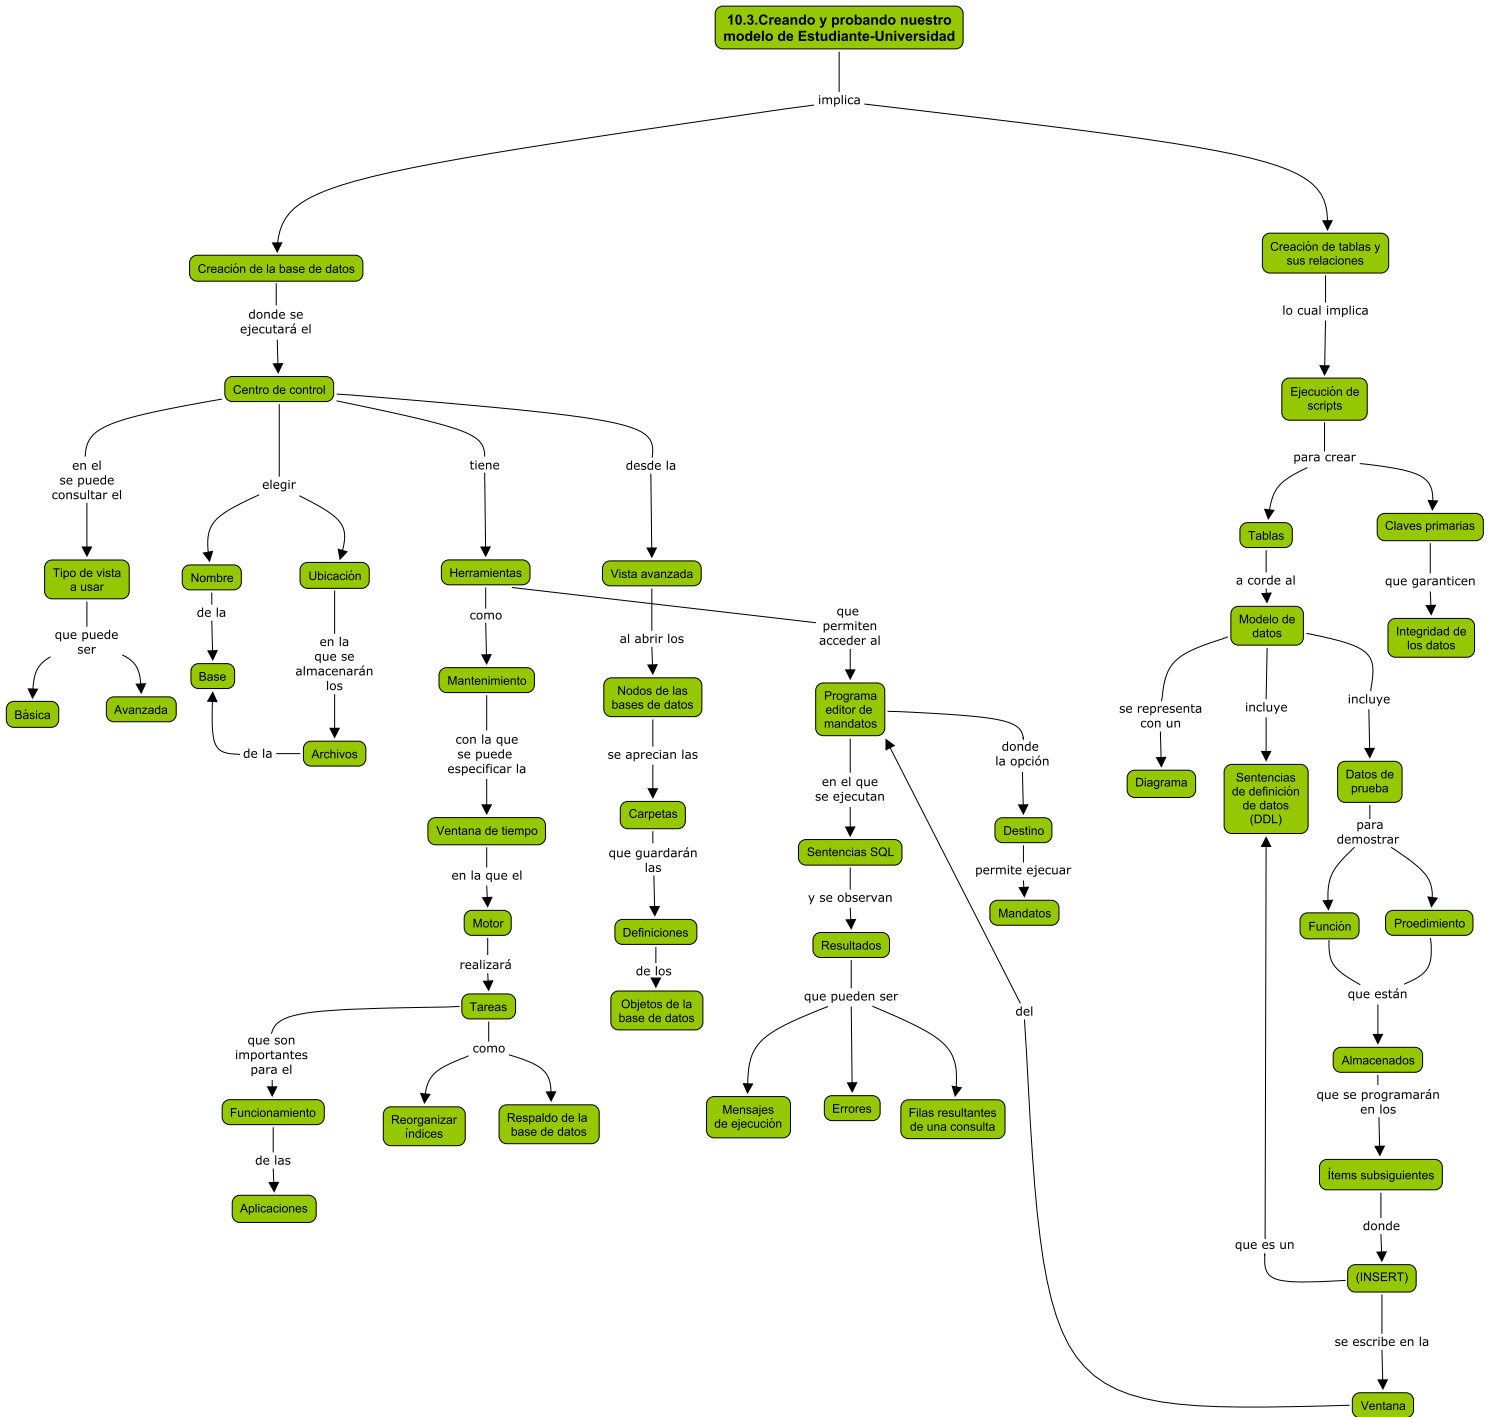 10.3.Creando y probando nuestro
modelo de Estudiante-Universidad
implica
Creación de la base de datos
donde se
ejecutará el
Centro de control
en el
se puede
consultar el
Tipo de vista
a usar
que puede
ser
Básica
Avanzada
elegir
Nombre
de la
Base
Ubicación
en la
que se
almacenarán
los
Archivos
de la
tiene
Herramientas
como
Mantenimiento
con la que
se puede
especificar la
Ventana de tiempo
en la que el
Motor
realizará
Tareas
que son
importantes
para el
Funcionamiento
de las
Aplicaciones
como
Reorganizar
índices
Respaldo de la
base de datos
desde la
Vista avanzada
al abrir los
Nodos de las
bases de datos
se aprecian las
Carpetas
que guardarán
las
Definiciones
de los
Objetos de la
base de datos
que
permiten
acceder al
Programa
editor de
mandatos
en el que
se ejecutan
Sentencias SQL
y se observan
Resultados
que pueden ser
Mensajes
de ejecución
Errores
Filas resultantes
de una consulta
donde
la opción
Destino
permite ejecuar
Mandatos
Creación de tablas y
sus relaciones
lo cual implica
Ejecución de
scripts
para crear
Tablas
a corde al
Modelo de
datos
se representa
con un
Diagrama
incluye
Sentencias
de definición
de datos
(DDL)
incluye
Datos de
prueba
para
demostrar
Función
Proedimiento
que están
Almacenados
que se programarán
en los
Ítems subsiguientes
donde
(INSERT)
que es un
se escribe en la
Ventana
del
Claves primarias
que garanticen
Integridad de
los datos